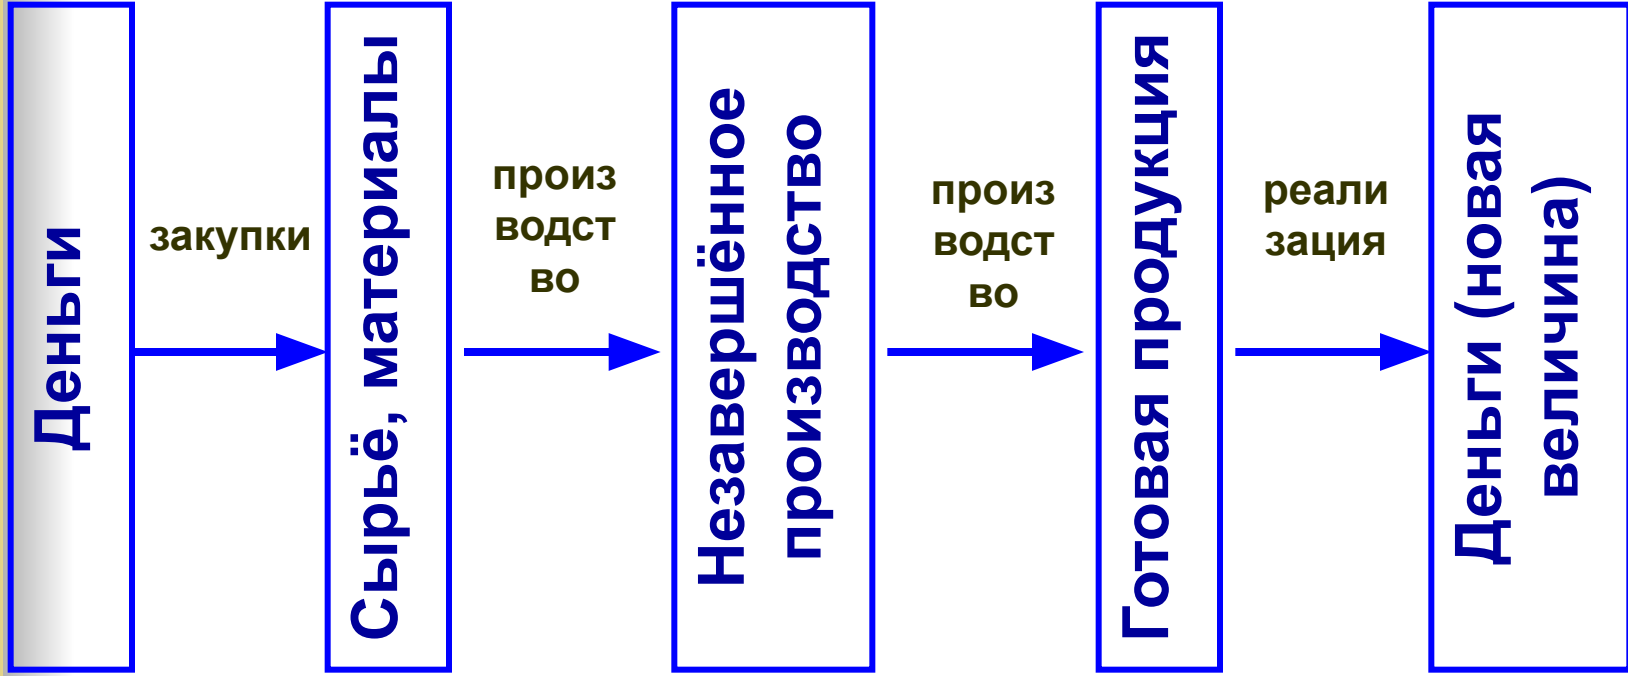 Деньги
закупки
Сырьё, материалы
произ
водст
во
Незавершённое
производство
произ
водст
во
Готовая продукция
реали
зация
Деньги (новая
величина)